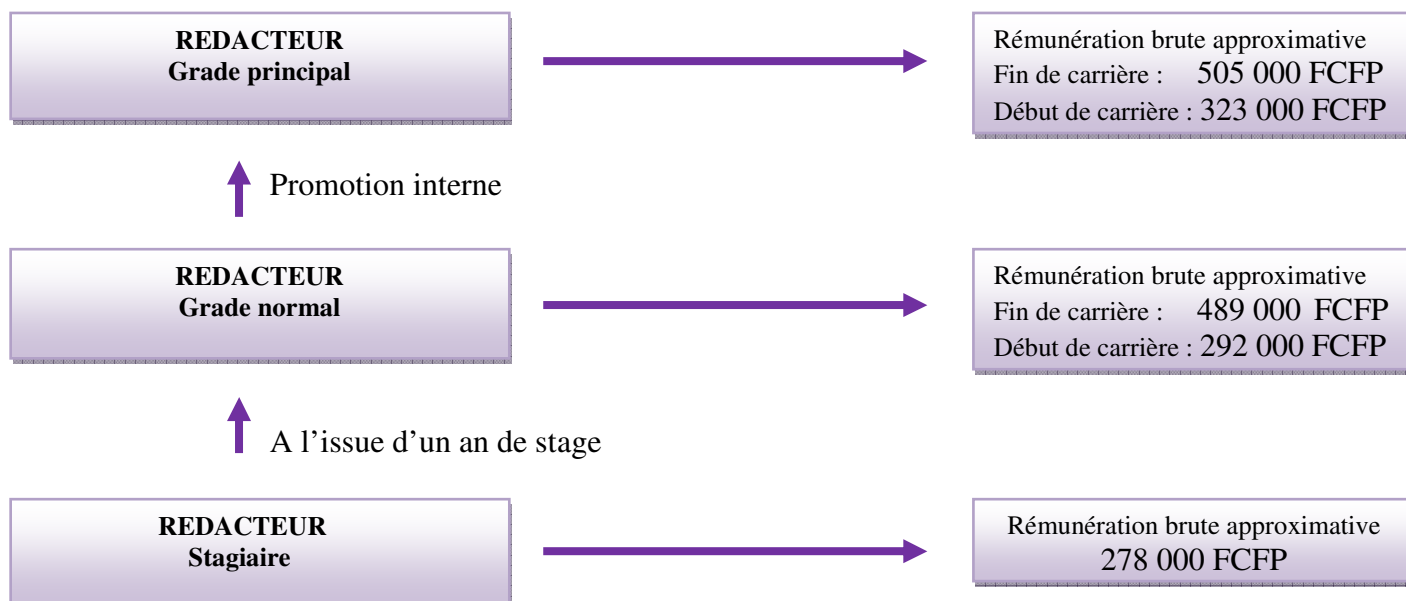 REDACTEUR
Grade principal
Rémunération brute approximative
Fin de carrière : 505 000 FCFP
Début de carrière : 323 000 FCFP
Promotion interne
REDACTEUR
Grade normal
Rémunération brute approximative
Fin de carrière : 489 000 FCFP
Début de carrière : 292 000 FCFP
A l’issue d’un an de stage
REDACTEUR
Stagiaire
Rémunération brute approximative
278 000 FCFP